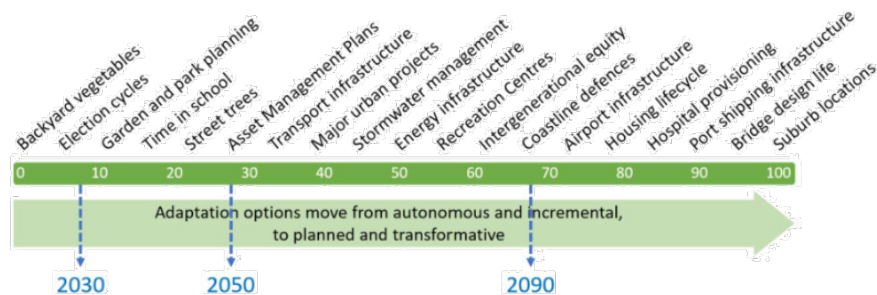 Backyard vegetables
Election cycles
Garden and park planning
Time in school
Street trees
Asset Management Plans
Transport infrastructure
Major urban projects
Stormwater management
Energy infrastructure
Recreation Centres
Intergenerational equity
Coastline defences
Airport infrastructure
Housing lifecycle
Hospital provisioning
Port shipping infrastructure
Bridge design life
Suburb locations
0 10 20 30 40 50 60 70 80 90 100
Adaptation options move from autonomous and incremental,
to planned and transformative
2030 2050 2090